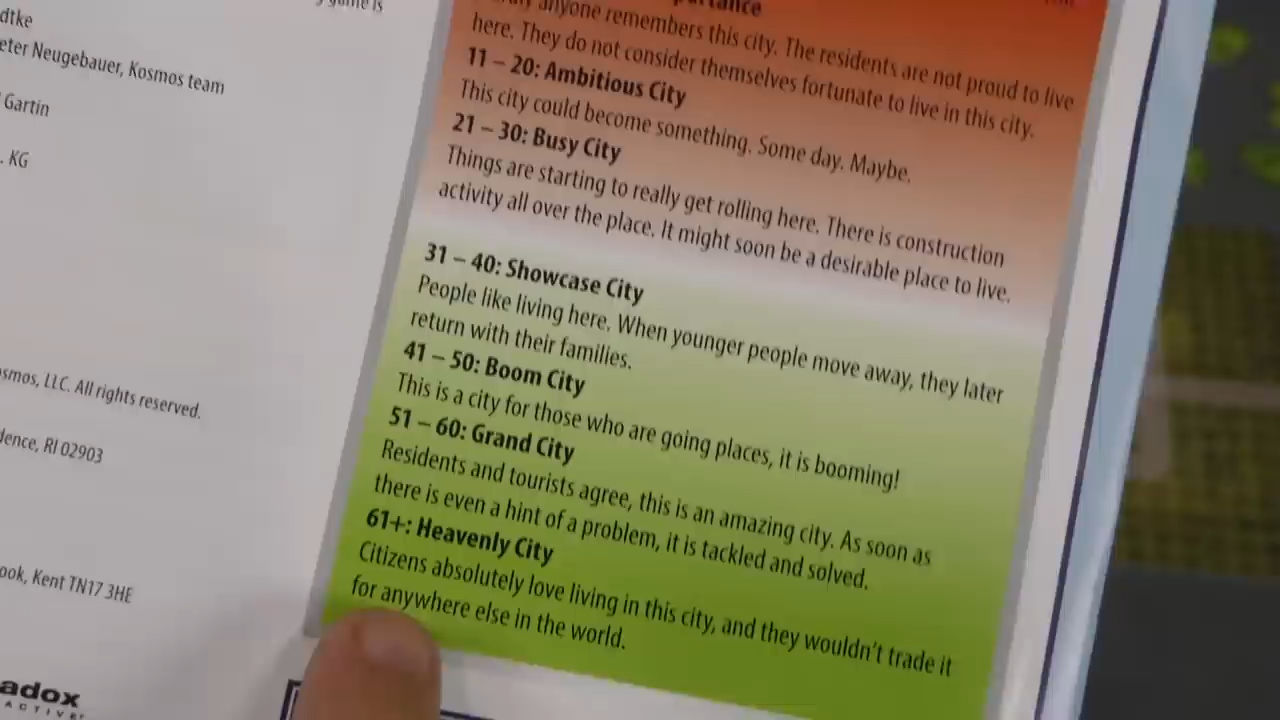 game is
dtke
eter Neugebauer, Kosmos team
Gartin
. KG
smos, LLC. All rights reserved.
dence, RI 02903
ook, Kent TN17 3HE
adox
ACTIVE
anyone remembers this city. The residents are not proud to live
here. They do not consider themselves fortunate to live in this city.
11 – 20: Ambitious City
This city could become something. Some day. Maybe.
21 – 30: Busy City
Things are starting to really get rolling here. There is construction
activity all over the place. It might soon be a desirable place to live.
31 – 40: Showcase City
People like living here. When younger people move away, they later
return with their families.
41 – 50: Boom City
This is a city for those who are going places, it is booming!
51 – 60: Grand City
Residents and tourists agree, this is an amazing city. As soon as
there is even a hint of a problem, it is tackled and solved.
61+: Heavenly City
Citizens absolutely love living in this city, and they wouldn't trade it
for anywhere else in the world.